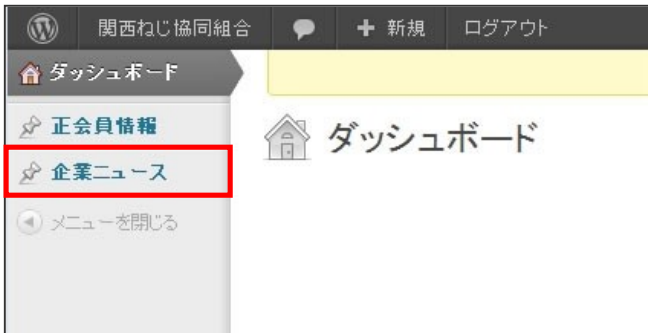 関西ねじ協同組合 新規 ログアウト
ダッシュボード
正会員情報
企業ニュース
メニューを閉じる
ダッシュボード